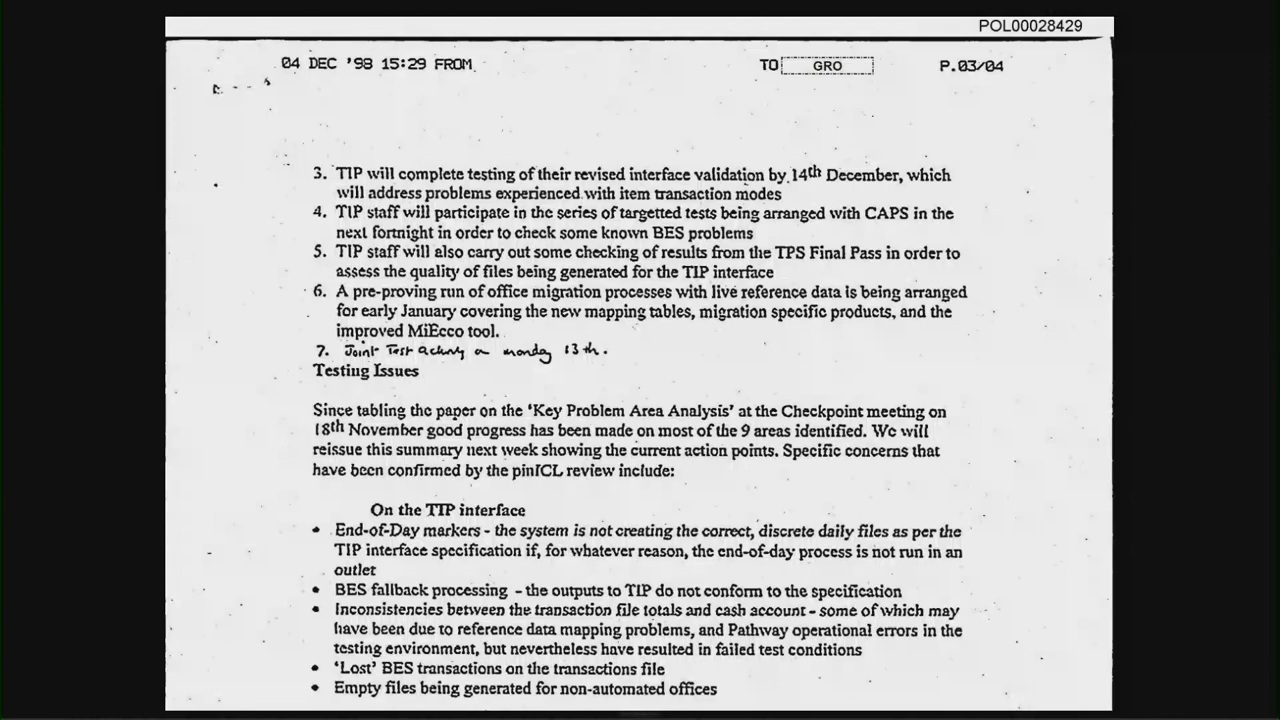 POL00028429
04 DEC '98 15:29 FROM
TO GRO
P.03/04
3. TIP will complete testing of their revised interface validation by 14th December, which
will address problems experienced with item transaction modes
4. TIP staff will participate in the series of targetted tests being arranged with CAPS in the
next fortnight in order to check some known BES problems
5. TIP staff will also carry out some checking of results from the TPS Final Pass in order to
assess the quality of files being generated for the TIP interface
6. A pre-proving run of office migration processes with live reference data is being arranged
for early January covering the new mapping tables, migration specific products, and the
improved MiEcco tool.
7. Joint Test on monday 13th.
Testing Issues
Since tabling the paper on the 'Key Problem Area Analysis' at the Checkpoint meeting on
18th November good progress has been made on most of the 9 areas identified. We will
reissue this summary next week showing the current action points. Specific concerns that
have been confirmed by the pinICL review include:
On the TIP interface
• End-of-Day markers - the system is not creating the correct, discrete daily files as per the
TIP interface specification if, for whatever reason, the end-of-day process is not run in an
outlet
• BES fallback processing - the outputs to TIP do not conform to the specification
• Inconsistencies between the transaction file totals and cash account - some of which may
have been due to reference data mapping problems, and Pathway operational errors in the
testing environment, but nevertheless have resulted in failed test conditions
• 'Lost' BES transactions on the transactions file
• Empty files being generated for non-automated offices